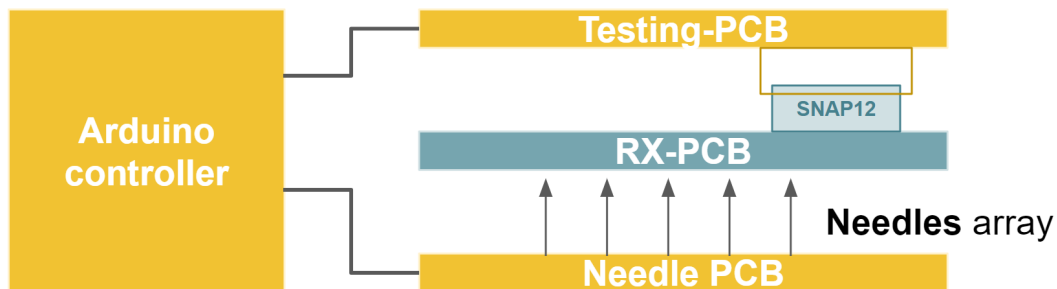 Testing-PCB
SNAP12
Arduino
controller
RX-PCB
Needles array
Needle PCB